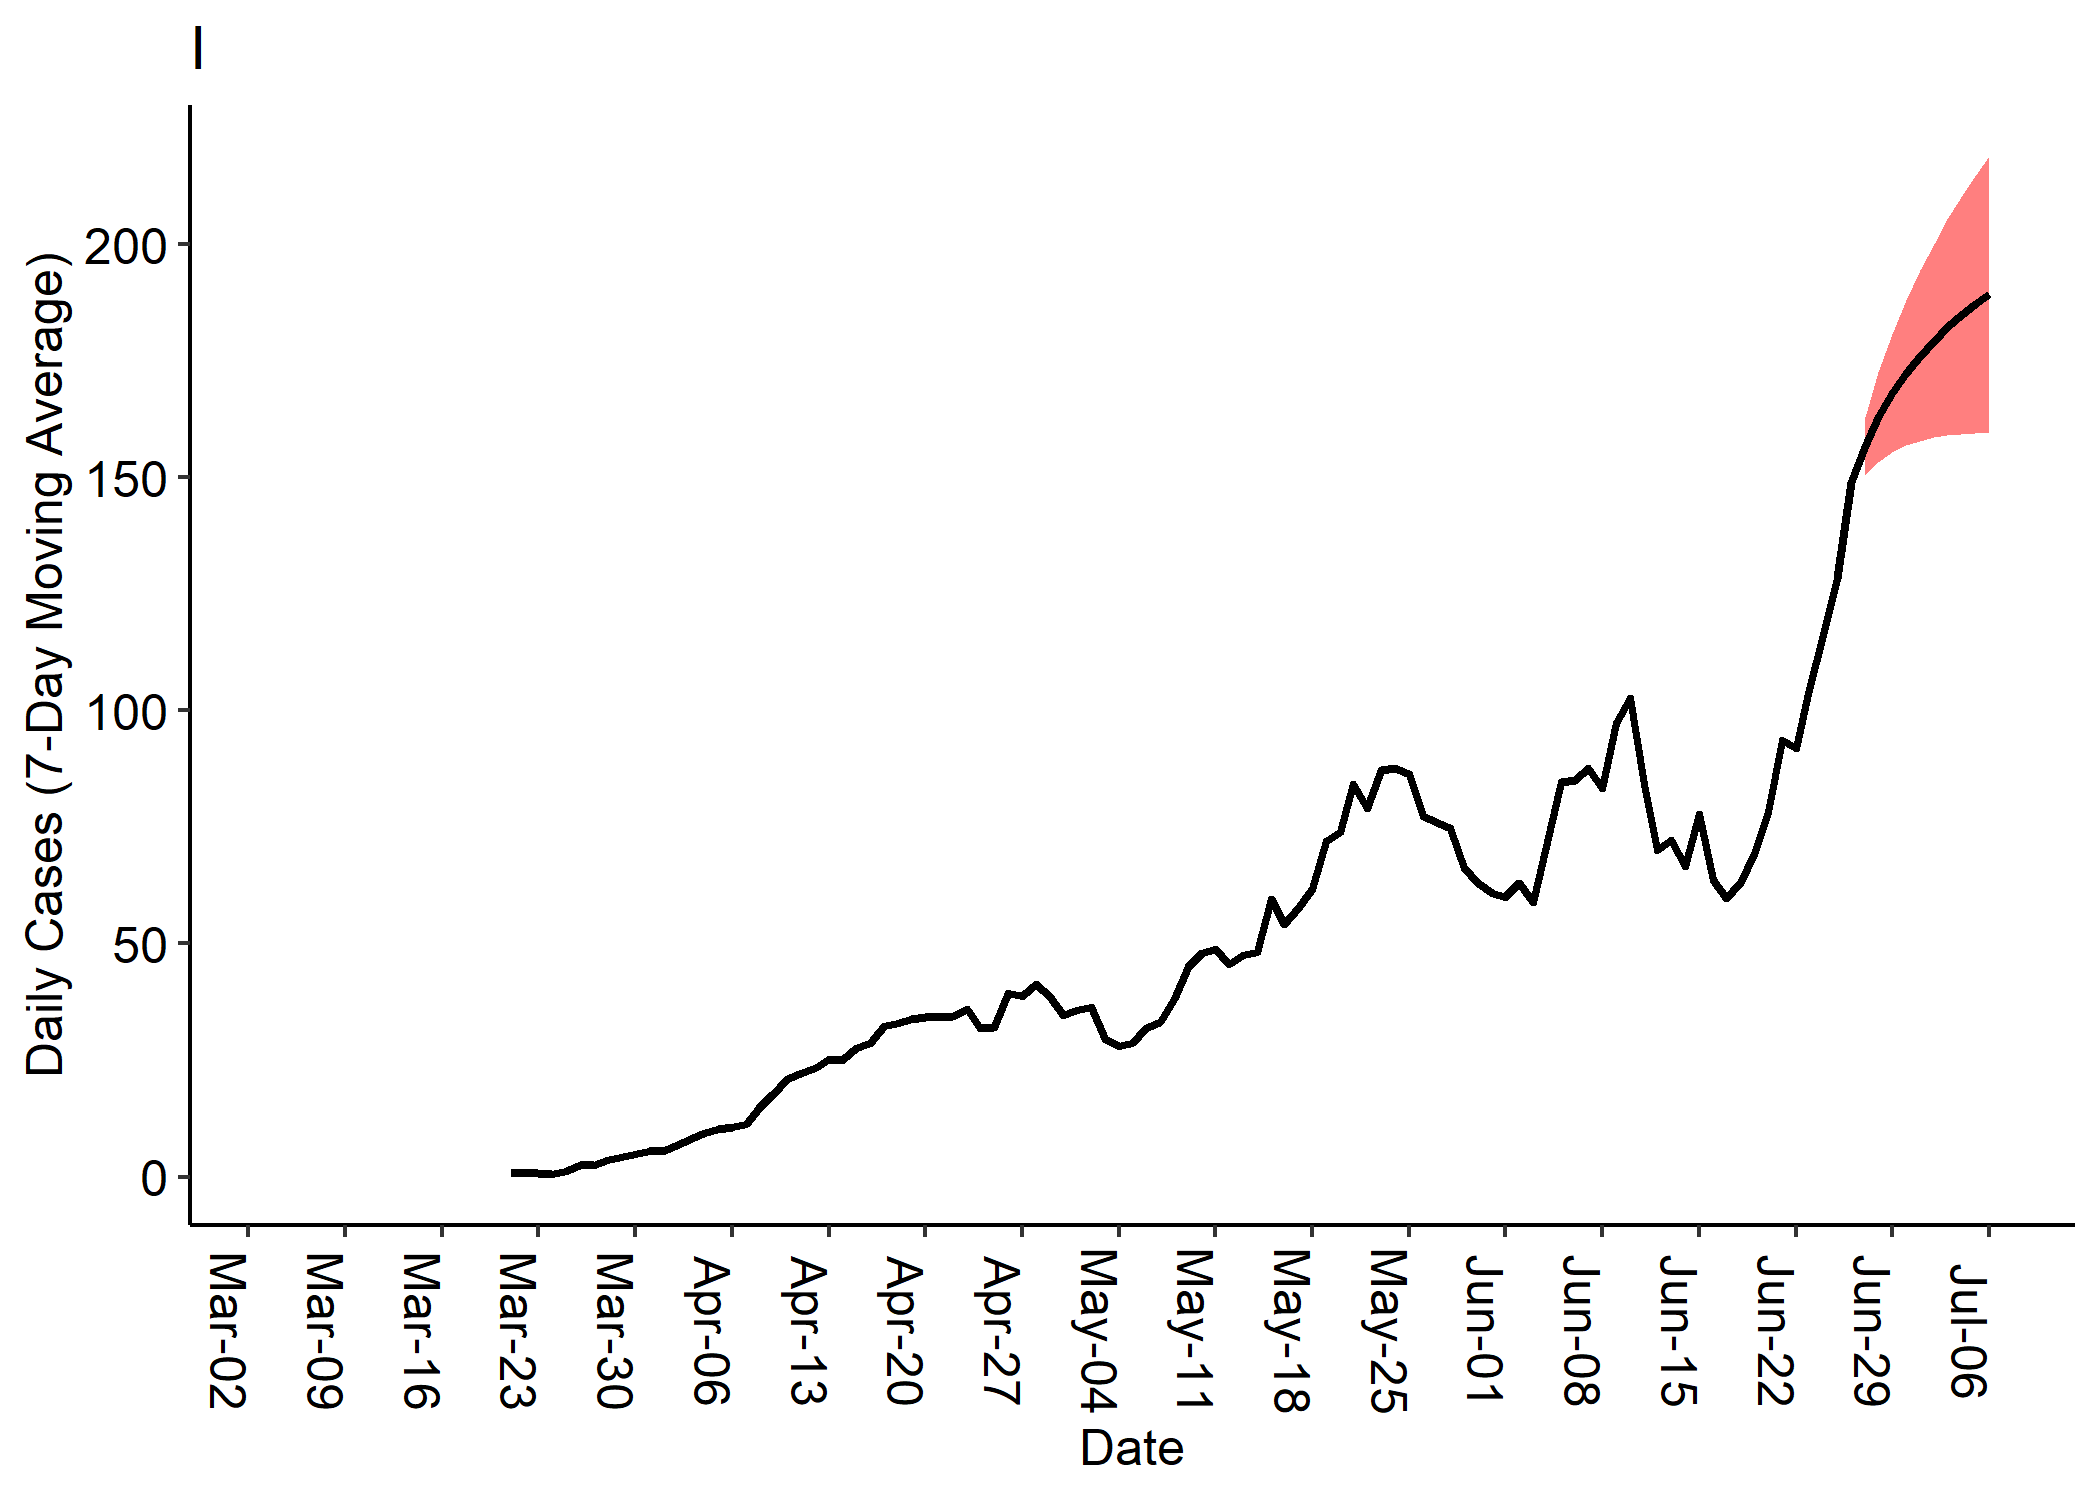 I
Daily Cases (7-Day Moving Average)
200
150
100
50
0
Mar-02
Mar-09
Mar-16
Mar-23
Mar-30
Apr-06
Apr-13
Apr-20
Apr-27
May-04
May-11
May-18
May-25
Jun-01
Jun-08
Jun-15
Jun-22
Jun-29
Jul-06
Date